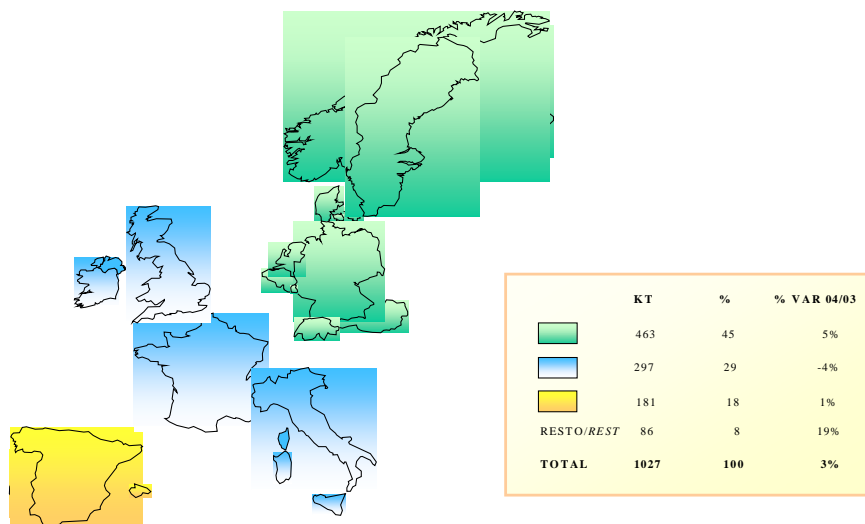 KT % % VAR 04/03
463 45 5%
297 29 -4%
181 18 1%
RESTO/REST 86 8 19%
TOTAL 1027 100 3%